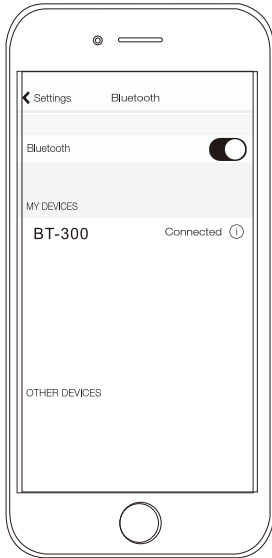 Settings Bluetooth
Bluetooth
MY DEVICES
BT-300 Connected i
OTHER DEVICES